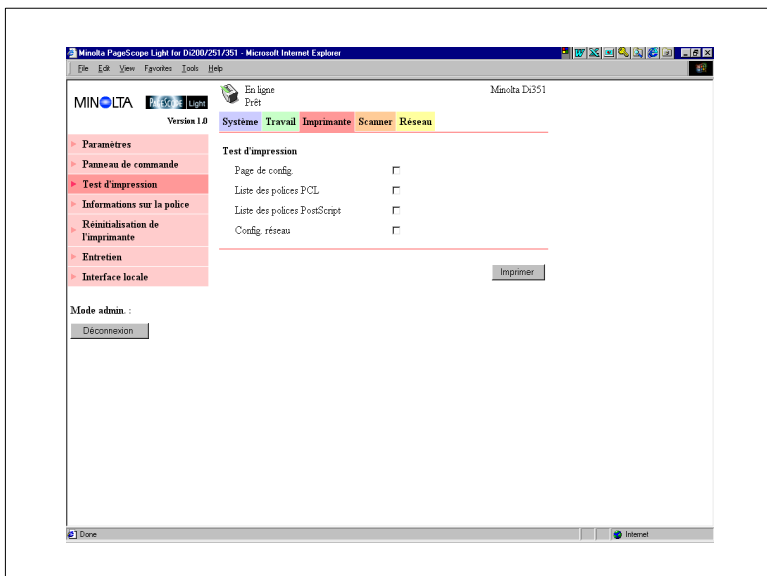 Minolta PageScope Light for Di200/251/351 - Microsoft Internet Explorer
File Edit View Favorites Tools Help
MINOLTA PAGESCOPE Light
Version 1.0
En ligne
Prêt
Minolta Di351
Système Travail Imprimante Scanner Réseau
Paramètres
Panneau de commande
Test d'impression
Informations sur la police
Réinitialisation de
l'imprimante
Entretien
Interface locale
Mode admin. :
Déconnexion
Test d'impression
Page de config.
Liste des polices PCL
Liste des polices PostScript
Config. réseau
Imprimer
Done
Internet